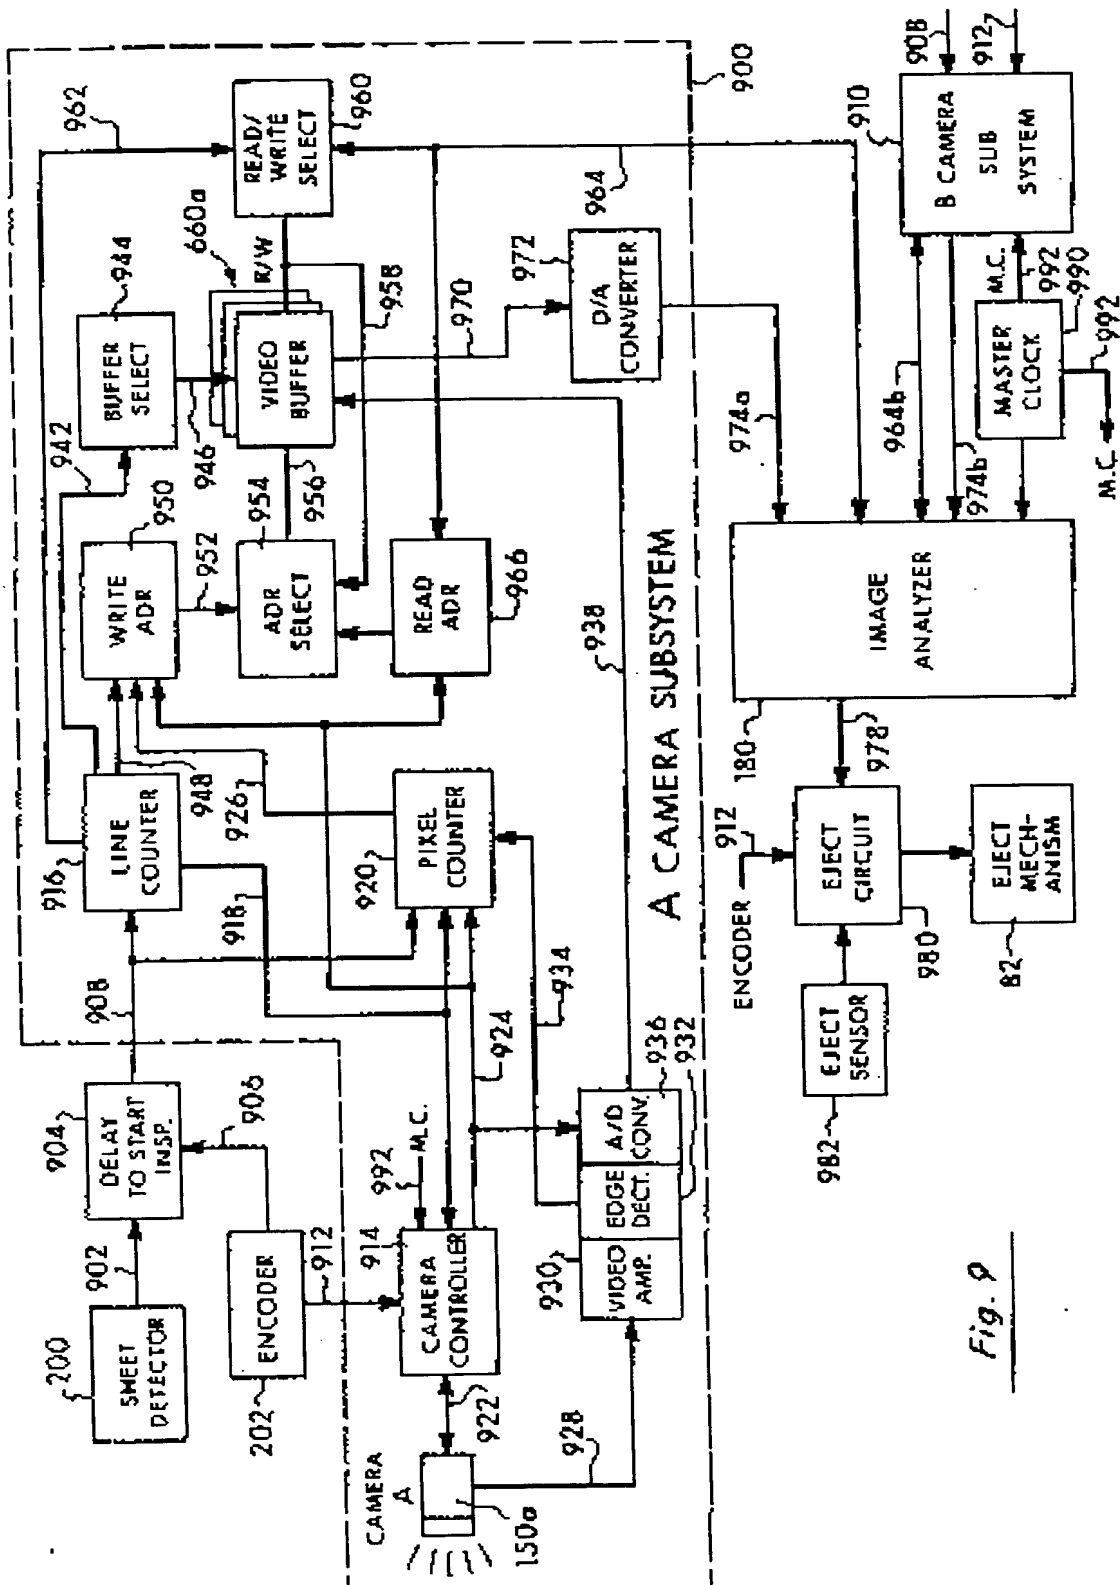 962
960
READ/
WRITE
SELECT
900
660a
R/W
958
964
944
BUFFER
SELECT
942
946
VIDEO
BUFFER
970
972
D/A
CONVERTER
974a
950
WRITE
ADR
952
954
ADR
SELECT
956
READ
ADR
966
938
916
LINE
COUNTER
948
926
918
920
PIXEL
COUNTER
934
908
924
904
DELAY
TO START
INSP.
906
902
200
SHEET
DETECTOR
ENCODER
202
912
992
M.C.
914
CAMERA
CONTROLLER
922
CAMERA
A
150a
928
930
VIDEO
AMP.
EDGE
DECT.
A/D
CONV.
936
932
A CAMERA SUBSYSTEM
908
912
910
B CAMERA
SUB
SYSTEM
M.C.
992
990
MASTER
CLOCK
992
M.C.
964b
974b
IMAGE
ANALYZER
180
978
912
ENCODER
EJECT
CIRCUIT
980
EJECT
MECH-
ANISM
82
EJECT
SENSOR
982
Fig. 9